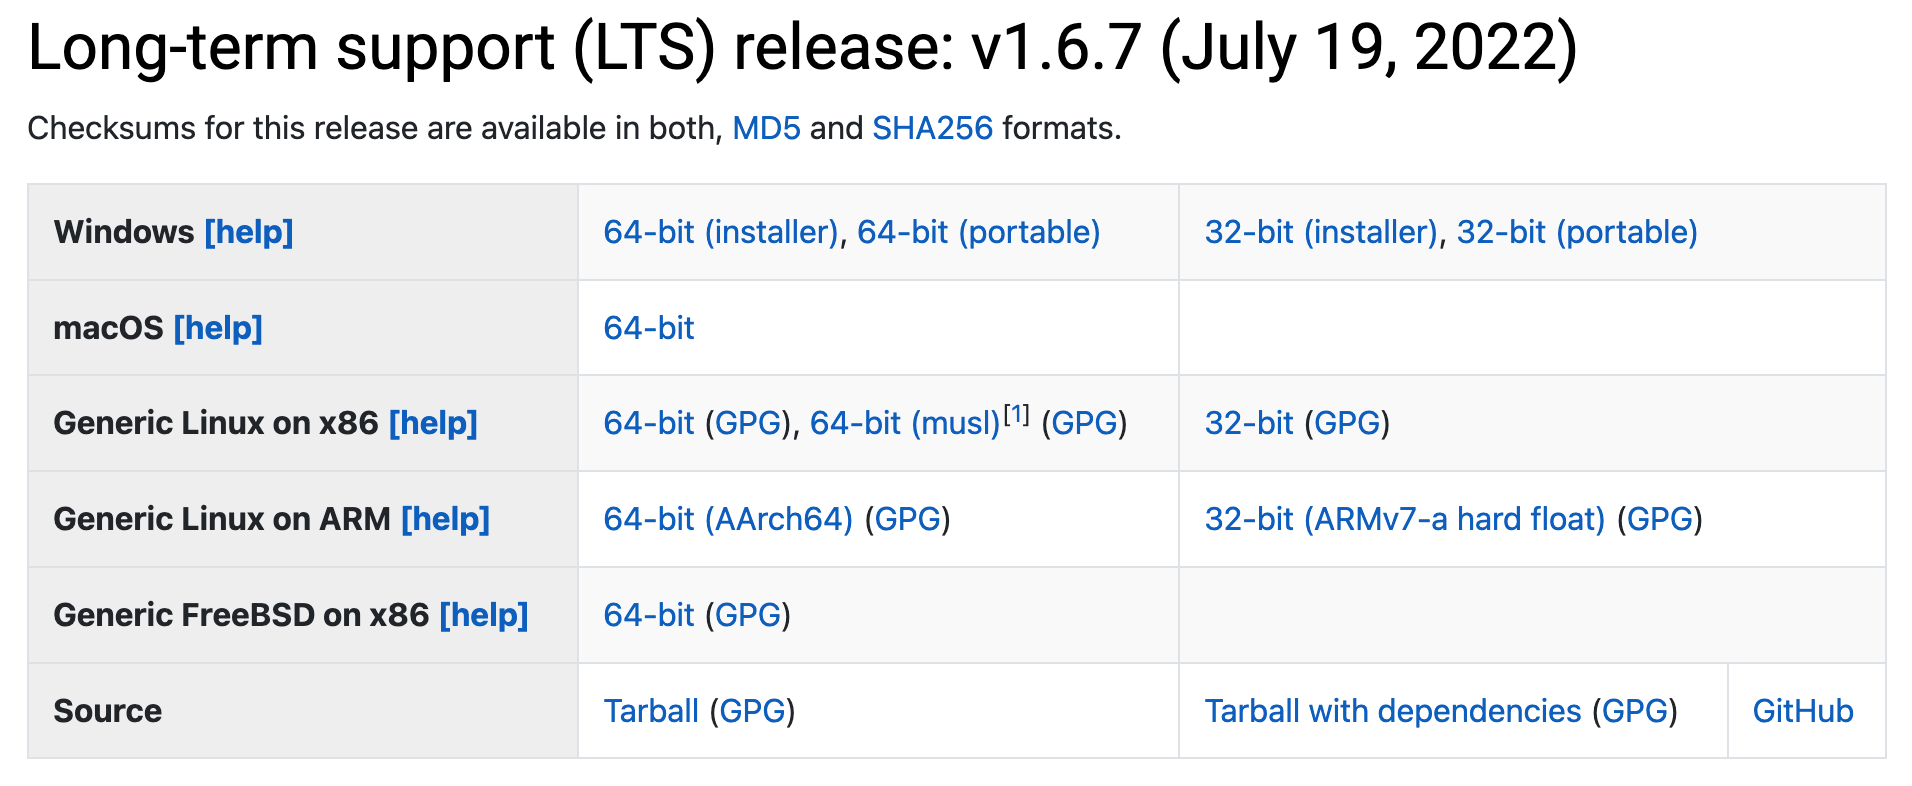 Long-term support (LTS) release: v1.6.7 (July 19, 2022)
Checksums for this release are available in both, MD5 and SHA256 formats.
Windows [help] 64-bit (installer), 64-bit (portable) 32-bit (installer), 32-bit (portable)
macOS [help] 64-bit
Generic Linux on x86 [help] 64-bit (GPG), 64-bit (musl)[1] (GPG) 32-bit (GPG)
Generic Linux on ARM [help] 64-bit (AArch64) (GPG) 32-bit (ARMv7-a hard float) (GPG)
Generic FreeBSD on x86 [help] 64-bit (GPG)
Source Tarball (GPG) Tarball with dependencies (GPG) GitHub